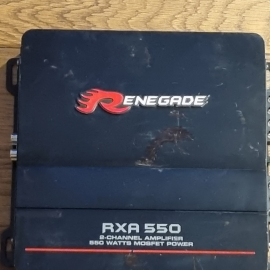 RENEGADE
RXA 550
2-CHANNEL AMPLIFIER
550 WATTS MOSFET POWER